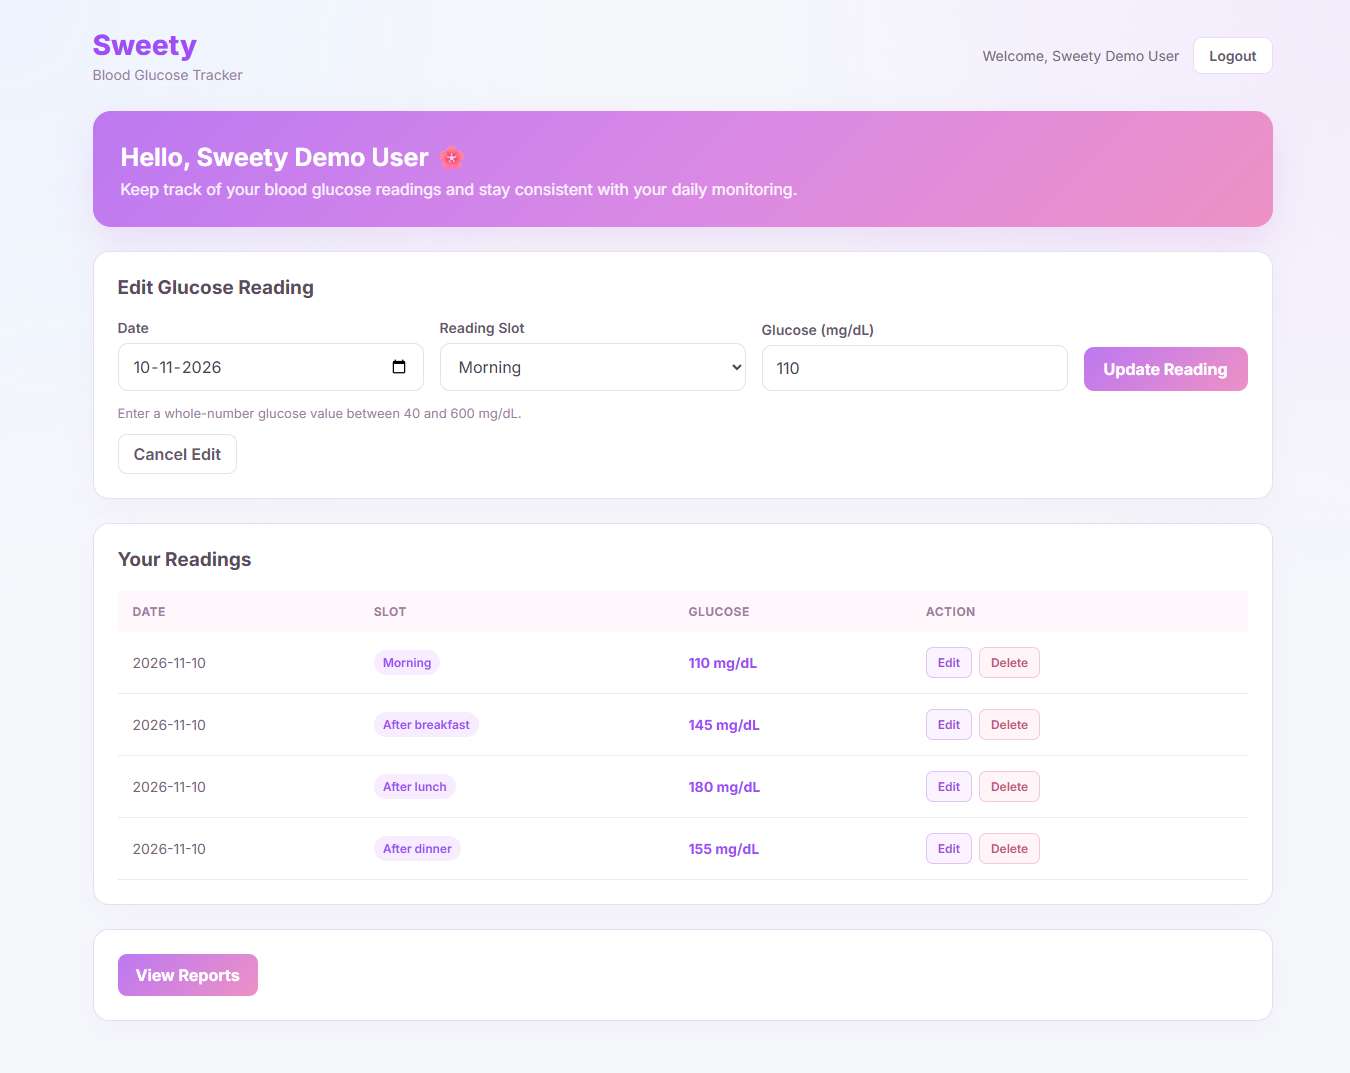 Sweety
Blood Glucose Tracker
Welcome, Sweety Demo User
Logout
Hello, Sweety Demo User 🌸
Keep track of your blood glucose readings and stay consistent with your daily monitoring.
Edit Glucose Reading
Date
Reading Slot
Glucose (mg/dL)
10-11-2026
Morning
110
Update Reading
Enter a whole-number glucose value between 40 and 600 mg/dL.
Cancel Edit
Your Readings
DATE SLOT GLUCOSE ACTION
2026-11-10 Morning 110 mg/dL Edit Delete
2026-11-10 After breakfast 145 mg/dL Edit Delete
2026-11-10 After lunch 180 mg/dL Edit Delete
2026-11-10 After dinner 155 mg/dL Edit Delete
View Reports